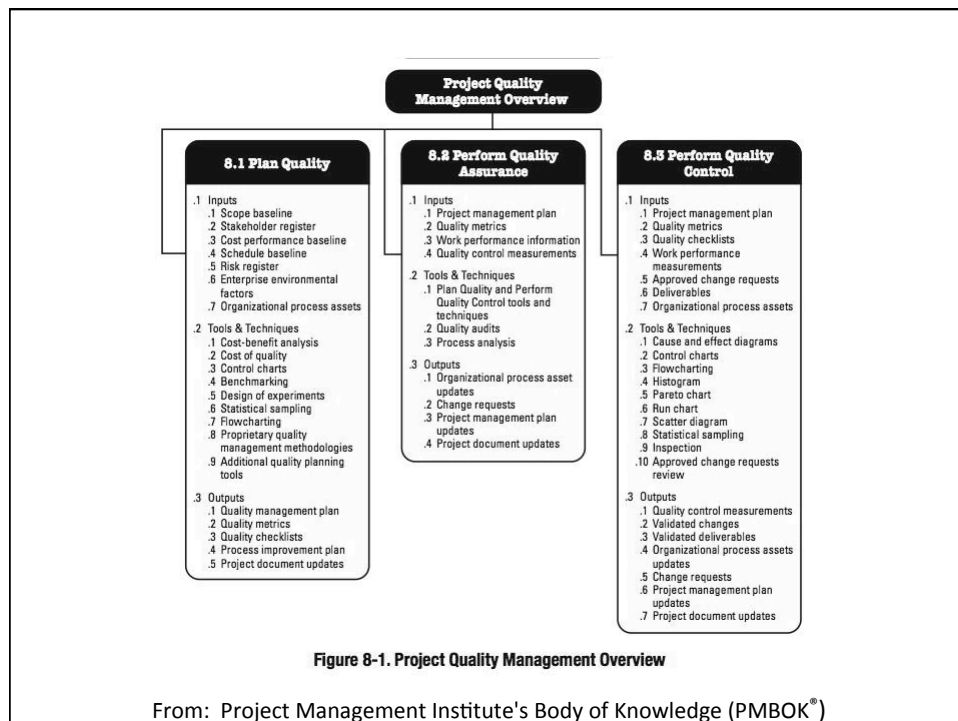 Project Quality
Management Overview
8.1 Plan Quality
.1 Inputs
.1 Scope baseline
.2 Stakeholder register
.3 Cost performance baseline
.4 Schedule baseline
.5 Risk register
.6 Enterprise environmental
factors
.7 Organizational process assets
.2 Tools & Techniques
.1 Cost-benefit analysis
.2 Cost of quality
.3 Control charts
.4 Benchmarking
.5 Design of experiments
.6 Statistical sampling
.7 Flowcharting
.8 Proprietary quality
management methodologies
.9 Additional quality planning
tools
.3 Outputs
.1 Quality management plan
.2 Quality metrics
.3 Quality checklists
.4 Process improvement plan
.5 Project document updates
8.2 Perform Quality
Assurance
.1 Inputs
.1 Project management plan
.2 Quality metrics
.3 Work performance information
.4 Quality control measurements
.2 Tools & Techniques
.1 Plan Quality and Perform
Quality Control tools and
techniques
.2 Quality audits
.3 Process analysis
.3 Outputs
.1 Organizational process asset
updates
.2 Change requests
.3 Project management plan
updates
.4 Project document updates
8.3 Perform Quality
Control
.1 Inputs
.1 Project management plan
.2 Quality metrics
.3 Quality checklists
.4 Work performance
measurements
.5 Approved change requests
.6 Deliverables
.7 Organizational process assets
.2 Tools & Techniques
.1 Cause and effect diagrams
.2 Control charts
.3 Flowcharting
.4 Histogram
.5 Pareto chart
.6 Run chart
.7 Scatter diagram
.8 Statistical sampling
.9 Inspection
.10 Approved change requests
review
.3 Outputs
.1 Quality control measurements
.2 Validated changes
.3 Validated deliverables
.4 Organizational process assets
updates
.5 Change requests
.6 Project management plan
updates
.7 Project document updates
Figure 8-1. Project Quality Management Overview
From: Project Management Institute's Body of Knowledge (PMBOK®)